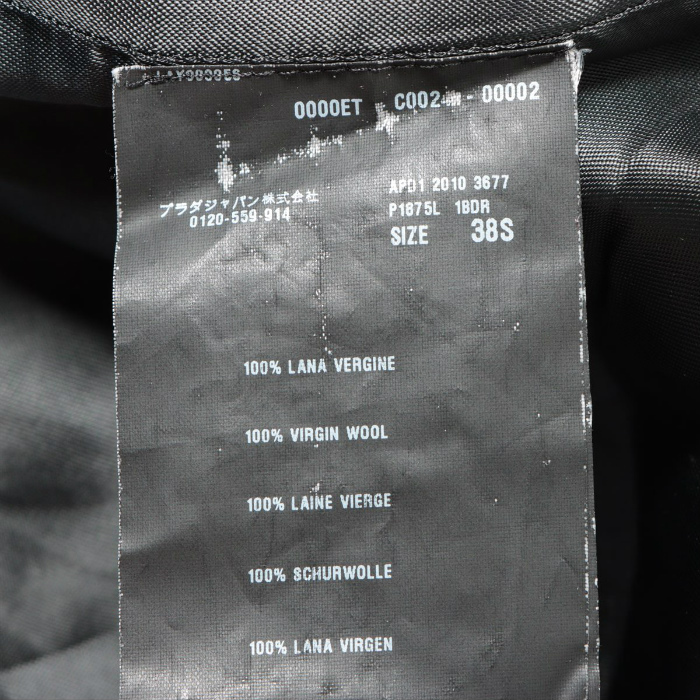 0000ET C002 - 00002
プラダジャパン株式会社
0120-559-914
APD1 2010 3677
P1875L 1BDR
SIZE 38S
100% LANA VERGINE
100% VIRGIN WOOL
100% LAINE VIERGE
100% SCHURWOLLE
100% LANA VIRGEN